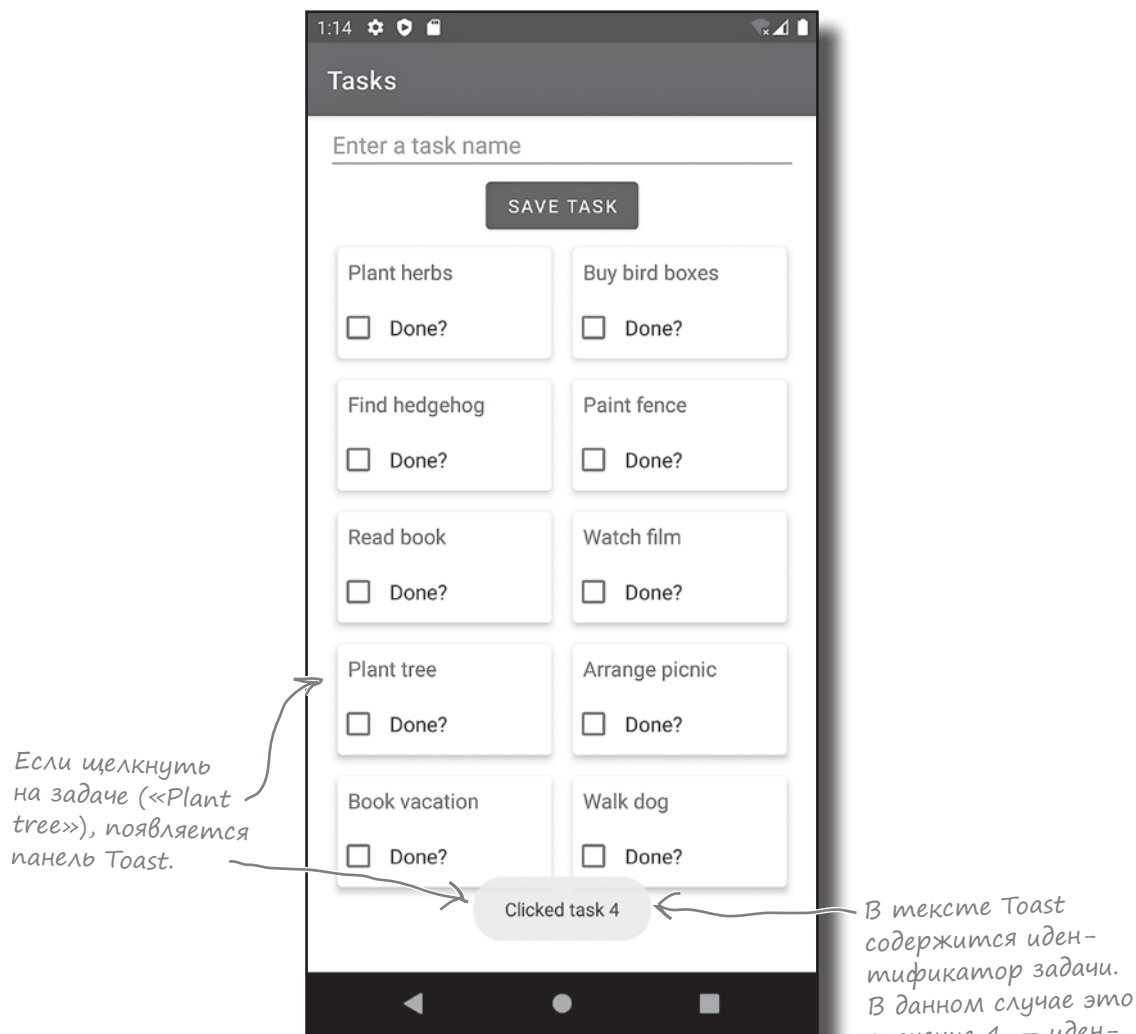 1:14
Tasks
Enter a task name
SAVE TASK
Plant herbs
Buy bird boxes
Done?
Done?
Find hedgehog
Paint fence
Done?
Done?
Read book
Watch film
Done?
Done?
Plant tree
Arrange picnic
Done?
Done?
Book vacation
Walk dog
Done?
Done?
Clicked task 4
Если щелкнуть
на задаче («Plant
tree»), появляется
панель Toast.
В тексте Toast
содержится иден-
тификатор задачи.
В данном случае это
4 — иден-